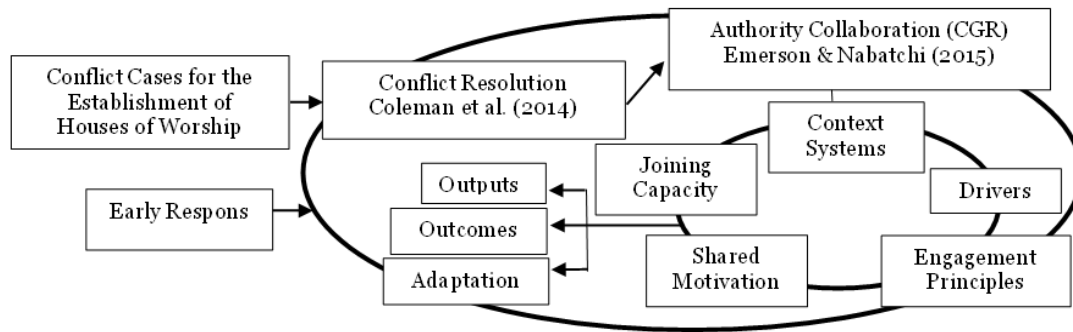 Conflict Cases for the
Establishment of
Houses of Worship
Conflict Resolution
Coleman et al. (2014)
Authority Collaboration (CGR)
Emerson & Nabatchi (2015)
Context
Systems
Joining
Capacity
Drivers
Outputs
Early Respons
Outcomes
Shared
Motivation
Engagement
Principles
Adaptation